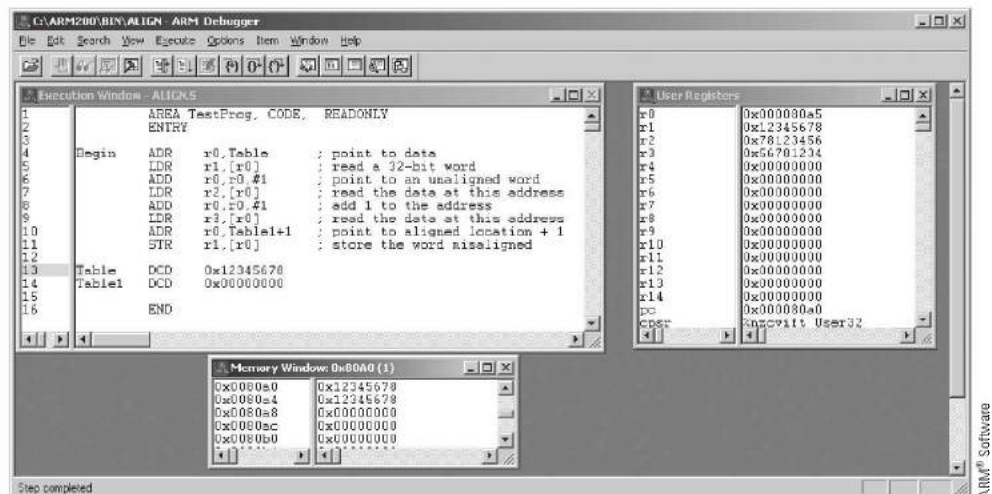 C:\ARM200\BIN\ALIGN - ARM Debugger
File Edit Search View Execute Options Item Window Help
Execution Window - ALIGN.S
1 AREA TestProg, CODE, READONLY
2 ENTRY
3
4 Begin ADR r0,Table ; point to data
5 LDR r1,[r0] ; read a 32-bit word
6 ADD r0,r0,#1 ; point to an unaligned word
7 LDR r2,[r0] ; read the data at this address
8 ADD r0,r0,#1 ; add 1 to the address
9 LDR r3,[r0] ; read the data at this address
10 ADR r0,Table1+1 ; point to aligned location + 1
11 STR r1,[r0] ; store the word misaligned
12
13 Table DCD 0x12345678
14 Table1 DCD 0x00000000
15
16 END
User Registers
r0 0x000080a5
r1 0x12345678
r2 0x78123456
r3 0x56781234
r4 0x00000000
r5 0x00000000
r6 0x00000000
r7 0x00000000
r8 0x00000000
r9 0x00000000
r10 0x00000000
r11 0x00000000
r12 0x00000000
r13 0x00000000
r14 0x00000000
pc 0x000080a0
cpsr %nzcvift User32
Memory Window: 0x80A0 (1)
0x0080a0 0x12345678
0x0080a4 0x12345678
0x0080a8 0x00000000
0x0080ac 0x00000000
0x0080b0 0x00000000
Step completed
ARM® Software